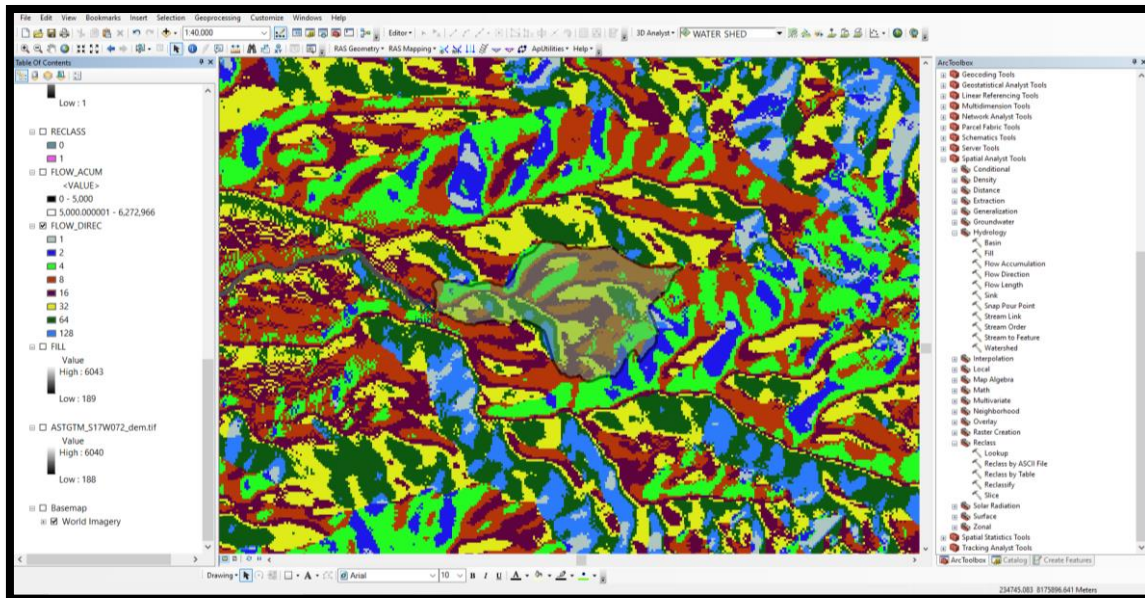 File Edit View Bookmarks Insert Selection Geoprocessing Customize Windows Help
1:40,000 Editor 3D Analyst WATER SHED
RAS Geometry RAS Mapping ApUtilities Help
Table Of Contents
Low : 1
RECLASS
0
1
FLOW_ACUM
<VALUE>
0 - 5,000
5,000.000001 - 6,272,966
FLOW_DIREC
1
2
4
8
16
32
64
128
FILL
Value
High : 6043
Low : 189
ASTGTM_S17W072_dem.tif
Value
High : 6040
Low : 188
Basemap
World Imagery
ArcToolbox
Geocoding Tools
Geostatistical Analyst Tools
Linear Referencing Tools
Multidimension Tools
Network Analyst Tools
Parcel Fabric Tools
Schematics Tools
Server Tools
Spatial Analyst Tools
Conditional
Density
Distance
Extraction
Generalization
Groundwater
Hydrology
Basin
Fill
Flow Accumulation
Flow Direction
Flow Length
Sink
Snap Pour Point
Stream Link
Stream Order
Stream to Feature
Watershed
Interpolation
Local
Map Algebra
Math
Multivariate
Neighborhood
Overlay
Raster Creation
Reclass
Lookup
Reclass by ASCII File
Reclass by Table
Reclassify
Slice
Solar Radiation
Surface
Zonal
Spatial Statistics Tools
Tracking Analyst Tools
ArcToolbox Catalog Create Features
Drawing A Arial 10 B I U A
234745.083 8175896.641 Meters